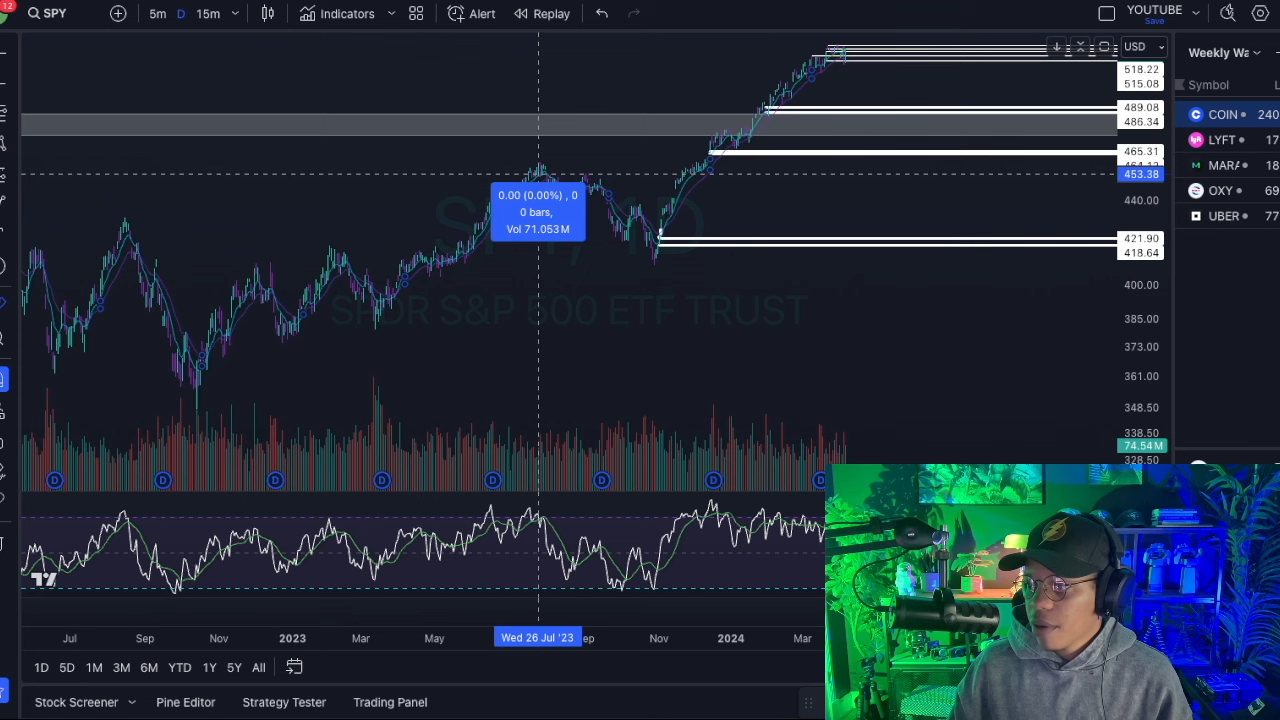 12
SPY
5m
D
15m
Indicators
Alert
Replay
YOUTUBE
Save
USD
Weekly Wa
Symbol
518.22
515.08
489.08
486.34
465.31
453.38
440.00
421.90
418.64
400.00
385.00
373.00
361.00
348.50
338.50
74.54M
328.50
COIN 240
LYFT 17
MARA 18
OXY 69
UBER 77
0.00 (0.00%) , 0
0 bars,
Vol 71.053M
SPY, 1D
SPDR S&P 500 ETF TRUST
D D D D D D D D
Jul
Sep
Nov
2023
Mar
May
Wed 26 Jul '23
ep
Nov
2024
Mar
1D 5D 1M 3M 6M YTD 1Y 5Y All
Stock Screener
Pine Editor
Strategy Tester
Trading Panel